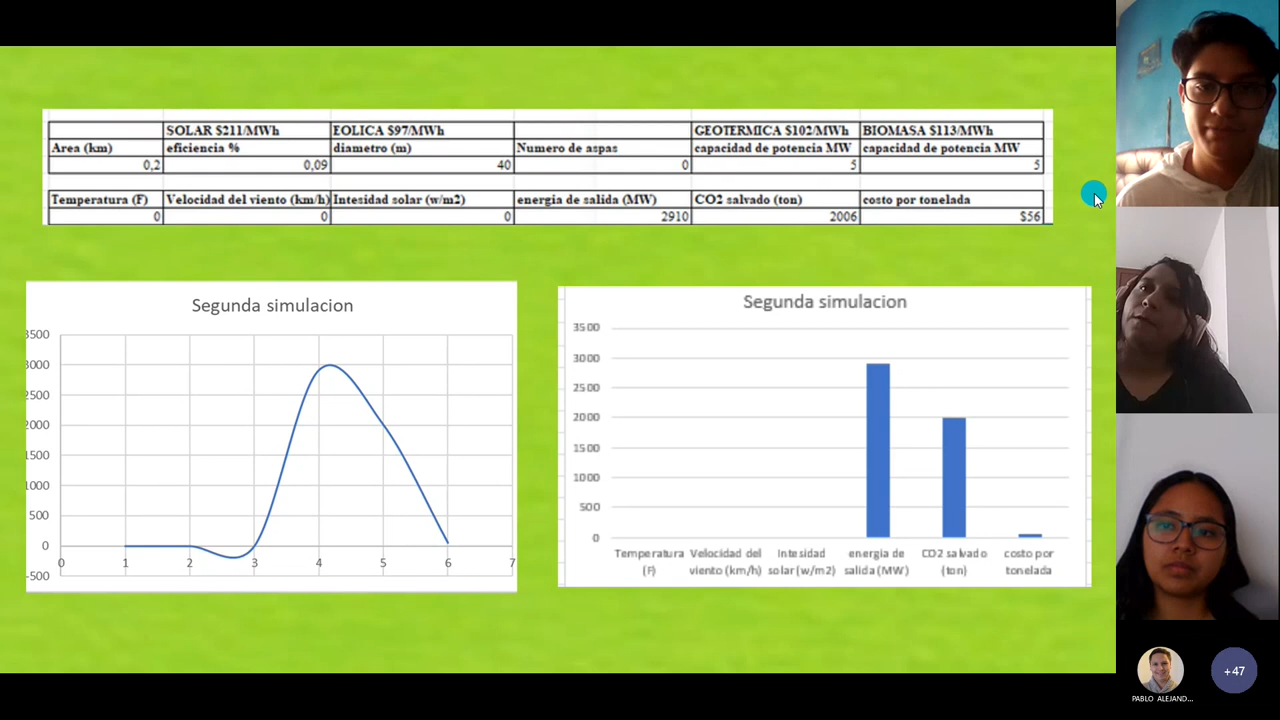 SOLAR $211/MWh EOLICA $97/MWh GEOTERMICA $102/MWh BIOMASA $113/MWh
Area (km) eficiencia % diametro (m) Numero de aspas capacidad de potencia MW capacidad de potencia MW
0,2 0,09 40 0 5 5
Temperatura (F) Velocidad del viento (km/h) Intesidad solar (w/m2) energia de salida (MW) CO2 salvado (ton) costo por tonelada
0 0 0 2910 2006 $56
Segunda simulacion
3500
3000
2500
2000
1500
1000
500
0
-500
0 1 2 3 4 5 6 7
Segunda simulacion
3500
3000
2500
2000
1500
1000
500
0
Temperatura (F)
Velocidad del viento (km/h)
Intesidad solar (w/m2)
energia de salida (MW)
CO2 salvado (ton)
costo por tonelada
PABLO ALEJAND...
+47